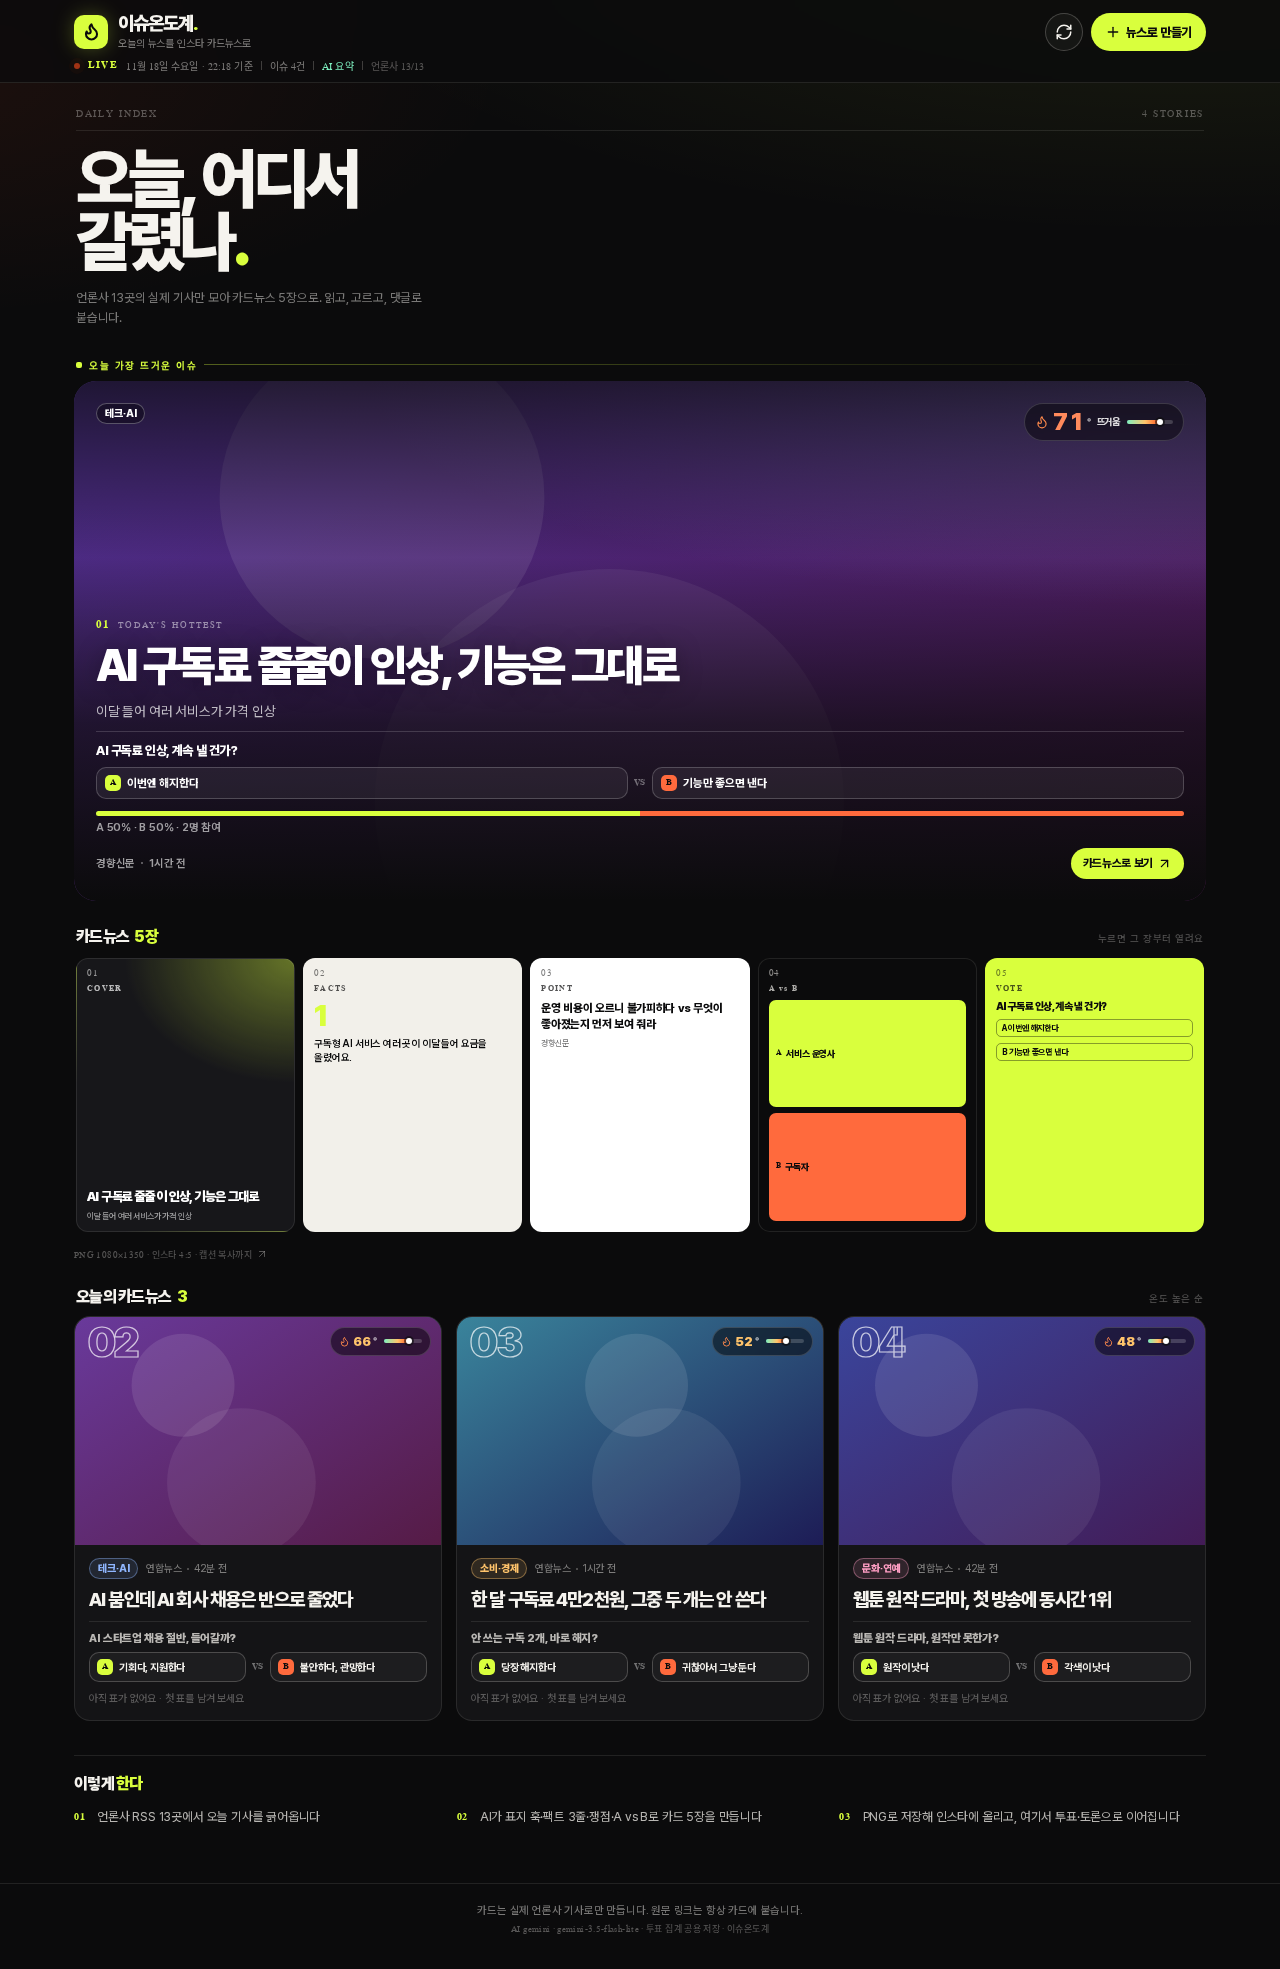 이슈온도계.
오늘의 뉴스를 인스타 카드뉴스로
뉴스로 만들기
LIVE 11월 18일 수요일 · 22:18 기준 | 이슈 4건 | AI 요약 | 언론사 13/13
DAILY INDEX
4 STORIES
오늘, 어디서
갈렸나.
언론사 13곳의 실제 기사만 모아 카드뉴스 5장으로. 읽고, 고르고, 댓글로
붙습니다.
오늘 가장 뜨거운 이슈
테크·AI
71° 뜨거움
01 TODAY'S HOTTEST
AI 구독료 줄줄이 인상, 기능은 그대로
이달 들어 여러 서비스가 가격 인상
AI 구독료 인상, 계속 낼 건가?
A 이번엔 해지한다 VS B 기능만 좋으면 낸다
A 50% · B 50% · 2명 참여
경향신문 · 1시간 전
카드뉴스로 보기
카드뉴스 5장
누르면 그 장부터 열려요
01
COVER
AI 구독료 줄줄이 인상, 기능은 그대로
이달 들어 여러 서비스가 가격 인상
02
FACTS
1
구독형 AI 서비스 여러 곳이 이달 들어 요금을
올렸어요.
03
POINT
운영 비용이 오르니 불가피하다 vs 무엇이
좋아졌는지 먼저 보여 줘라
경향신문
04
A vs B
A 서비스 운영사
B 구독자
05
VOTE
AI 구독료 인상, 계속 낼 건가?
A 이번엔 해지한다
B 기능만 좋으면 낸다
PNG 1080×1350 · 인스타 4:5 · 캡션 복사까지
오늘의 카드뉴스 3
온도 높은 순
02
66°
테크·AI 연합뉴스 · 42분 전
AI 붐인데 AI 회사 채용은 반으로 줄었다
AI 스타트업 채용 절반, 들어갈까?
A 기회다, 지원한다 VS B 불안하다, 관망한다
아직 표가 없어요 · 첫 표를 남겨 보세요
03
52°
소비·경제 연합뉴스 · 1시간 전
한 달 구독료 4만2천원, 그중 두 개는 안 쓴다
안 쓰는 구독 2개, 바로 해지?
A 당장 해지한다 VS B 귀찮아서 그냥 둔다
아직 표가 없어요 · 첫 표를 남겨 보세요
04
48°
문화·연예 연합뉴스 · 42분 전
웹툰 원작 드라마, 첫 방송에 동시간 1위
웹툰 원작 드라마, 원작만 못한가?
A 원작이 낫다 VS B 각색이 낫다
아직 표가 없어요 · 첫 표를 남겨 보세요
이렇게 한다
01 언론사 RSS 13곳에서 오늘 기사를 긁어옵니다
02 AI가 표지 훅·팩트 3줄·쟁점·A vs B로 카드 5장을 만듭니다
03 PNG로 저장해 인스타에 올리고, 여기서 투표·토론으로 이어집니다
카드는 실제 언론사 기사로만 만듭니다. 원문 링크는 항상 카드에 붙습니다.
AI gemini · gemini-3.5-flash-lite · 투표 집계 공용 저장 · 이슈온도계